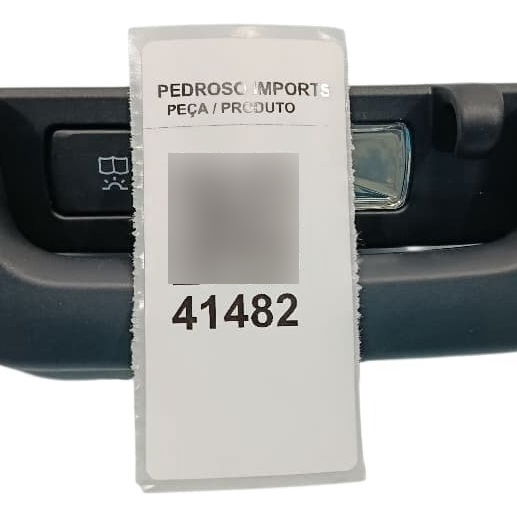 PEDROSO IMPORTS
PEÇA / PRODUTO
41482